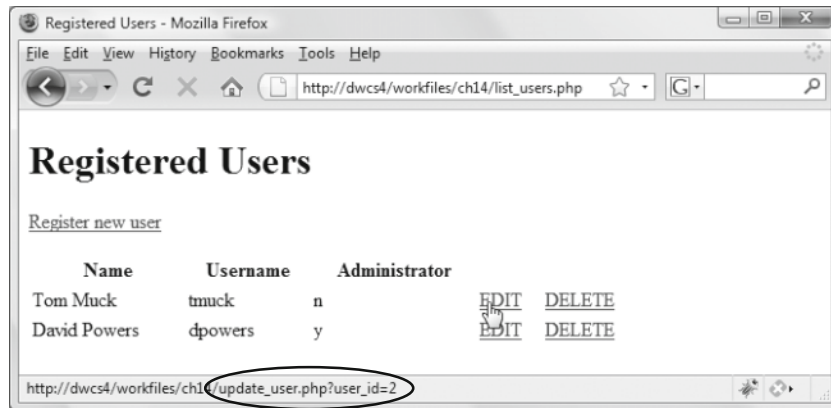 Registered Users - Mozilla Firefox
File Edit View History Bookmarks Tools Help
http://dwcs4/workfiles/ch14/list_users.php G
Registered Users
Register new user
Name Username Administrator
Tom Muck tmuck n EDIT DELETE
David Powers dpowers y EDIT DELETE
http://dwcs4/workfiles/ch14/update_user.php?user_id=2